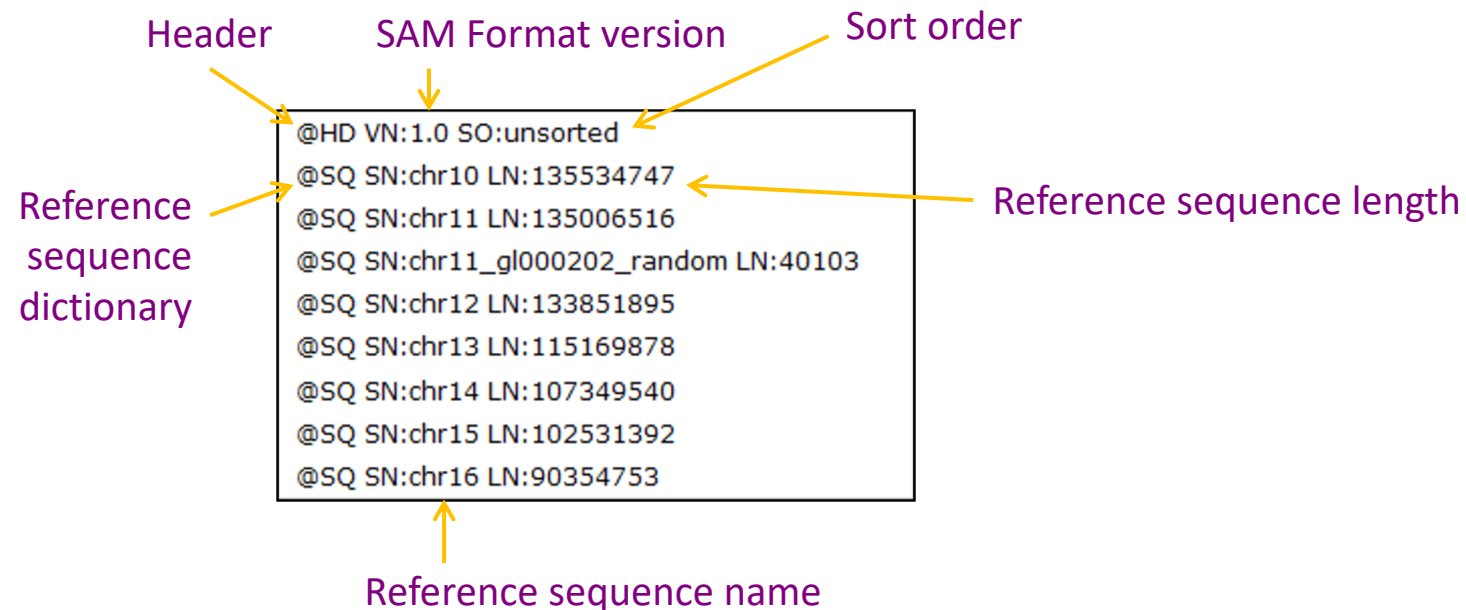 Header
SAM Format version
Sort order
@HD VN:1.0 SO:unsorted
@SQ SN:chr10 LN:135534747
@SQ SN:chr11 LN:135006516
@SQ SN:chr11_gl000202_random LN:40103
@SQ SN:chr12 LN:133851895
@SQ SN:chr13 LN:115169878
@SQ SN:chr14 LN:107349540
@SQ SN:chr15 LN:102531392
@SQ SN:chr16 LN:90354753
Reference
sequence
dictionary
Reference sequence length
Reference sequence name